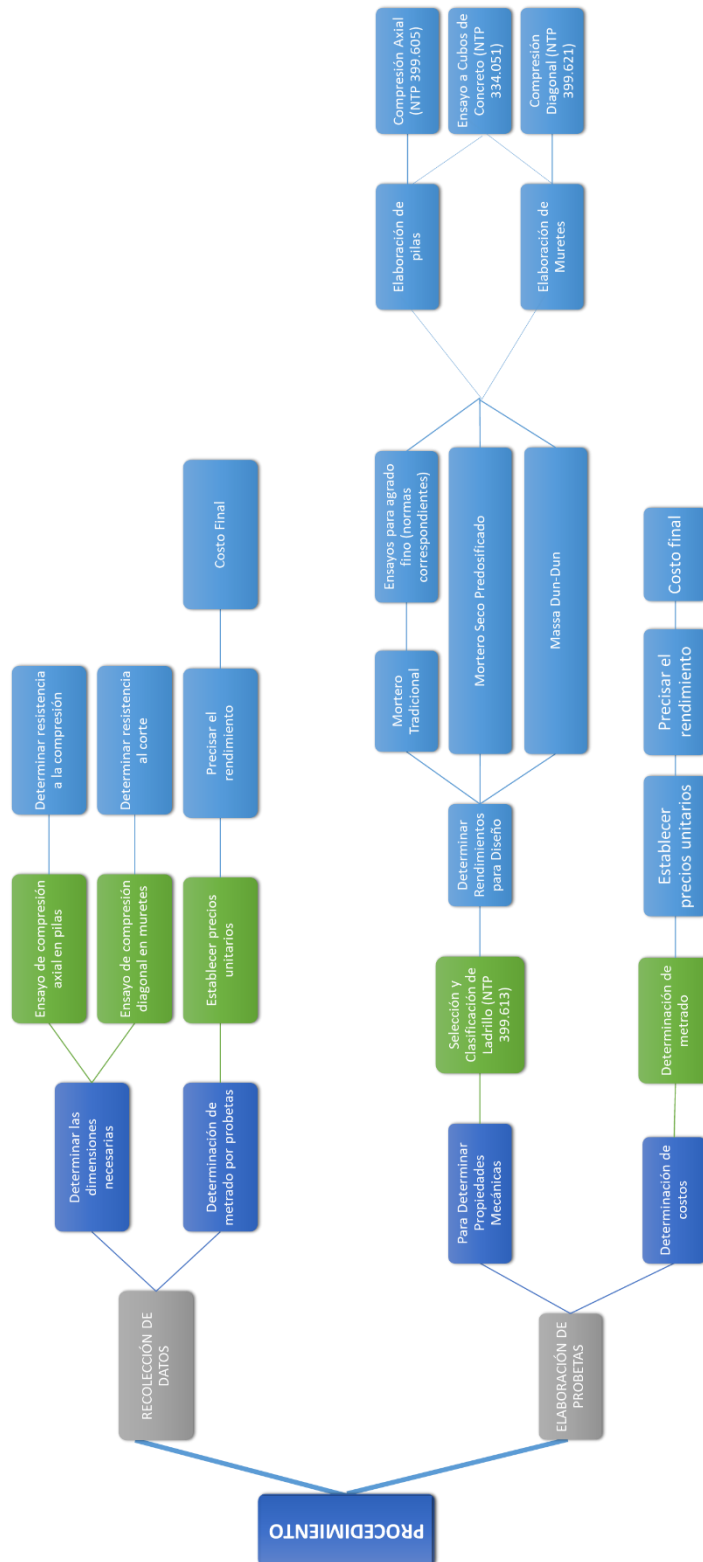 PROCEDIMIENTO
RECOLECCIÓN DE
DATOS
Determinar las
dimensiones
necesarias
Ensayo de compresión
axial en pilas
Determinar resistencia
a la compresión
Ensayo de compresión
diagonal en muretes
Determinar resistencia
al corte
Determinación de
metrado por probetas
Establecer precios
unitarios
Precisar el
rendimiento
Costo Final
ELABORACIÓN DE
PROBETAS
Para Determinar
Propiedades
Mecánicas
Selección y
Clasificación de
Ladrillo (NTP
399.613)
Determinar
Rendimientos
para Diseño
Mortero
Tradicional
Ensayos para agrado
fino (normas
correspondientes)
Mortero Seco Predosificado
Massa Dun-Dun
Elaboración de
pilas
Compresión Axial
(NTP 399.605)
Ensayo a Cubos de
Concreto (NTP
334.051)
Elaboración de
Muretes
Compresión
Diagonal (NTP
399.621)
Determinación de
costos
Determinación de
metrado
Establecer
precios unitarios
Precisar el
rendimiento
Costo final